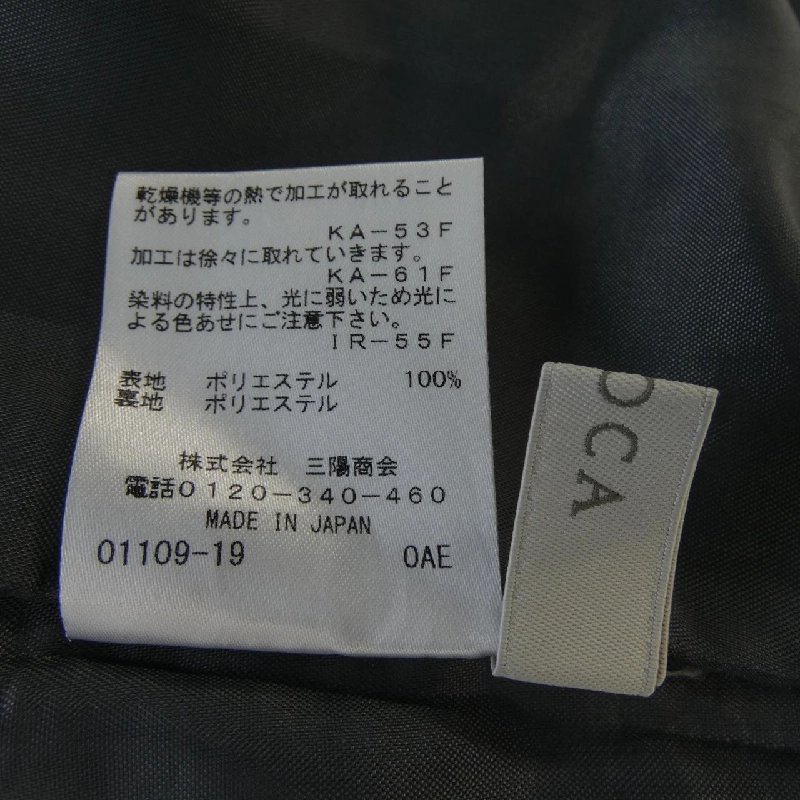 乾燥機等の熱で加工が取れること
があります。
KA-53F
加工は徐々に取れていきます。
KA-61F
染料の特性上、光に弱いため光に
よる色あせにご注意下さい。
IR-55F
表地 ポリエステル 100%
裏地 ポリエステル
株式会社 三陽商会
電話0120-340-460
MADE IN JAPAN
01109-19 0AE
OCA